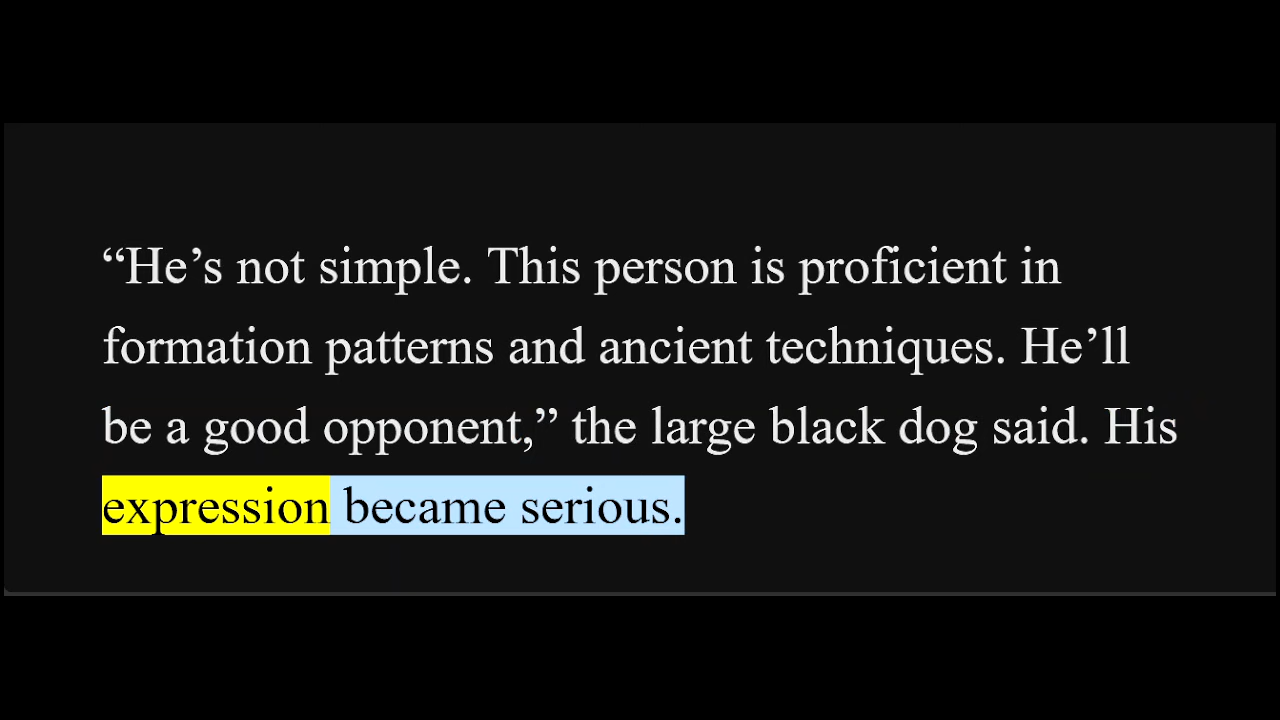 “He’s not simple. This person is proficient in
formation patterns and ancient techniques. He’ll
be a good opponent,” the large black dog said. His
expression became serious.